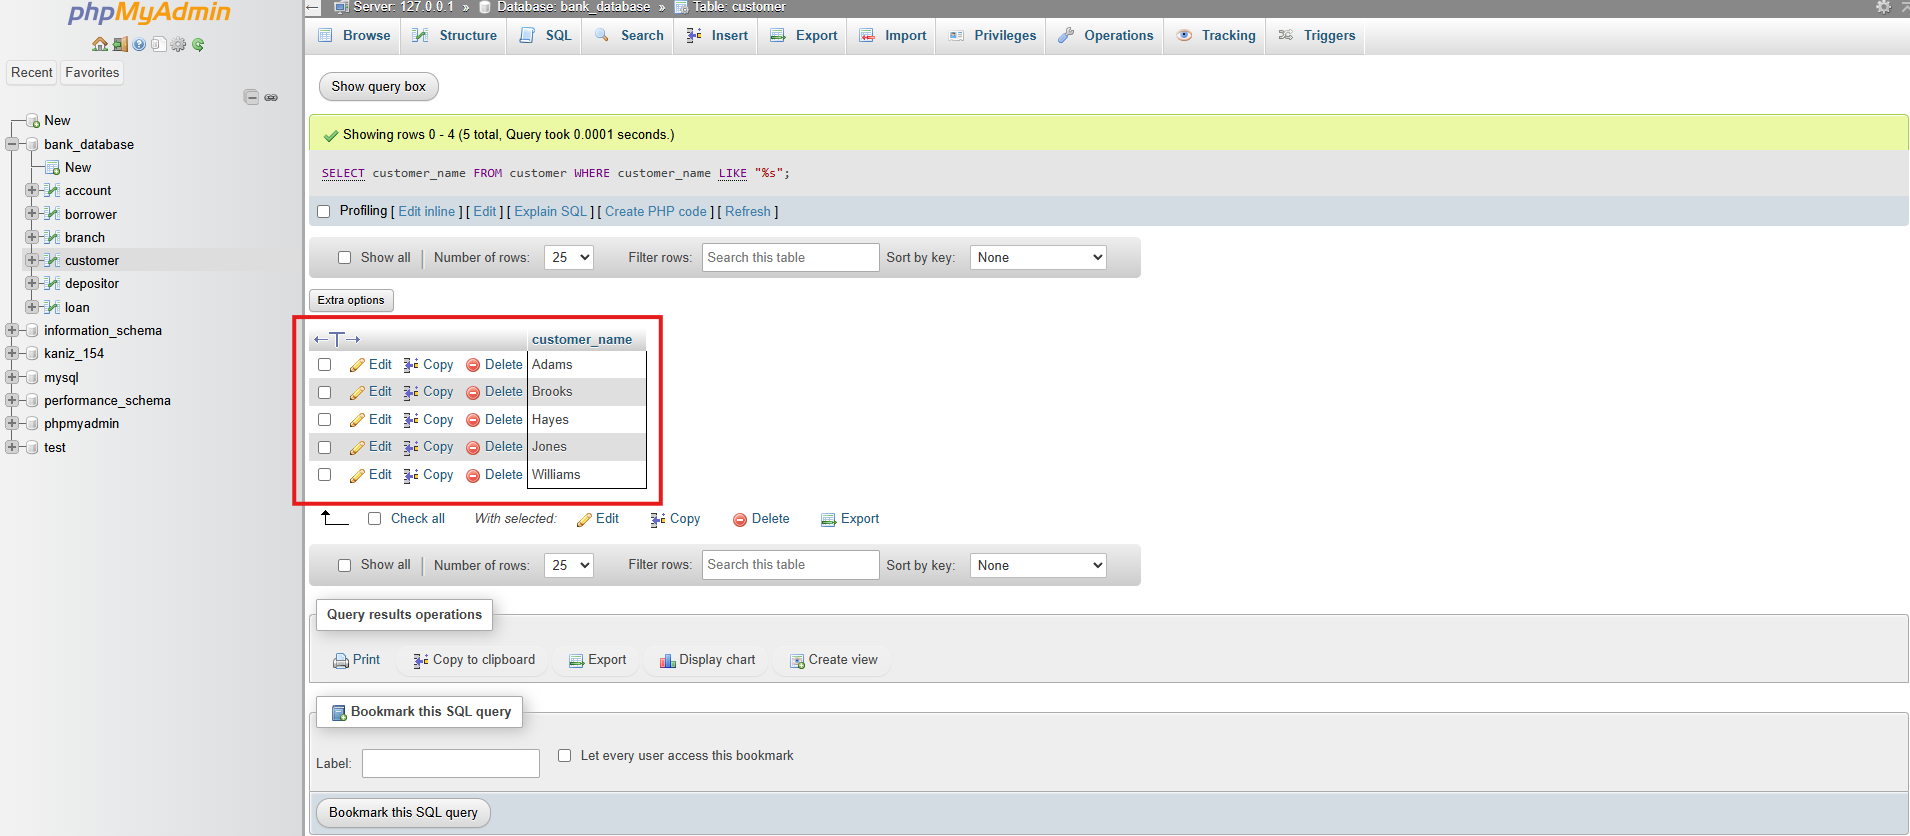 phpMyAdmin
Server: 127.0.0.1 » Database: bank_database » Table: customer
Browse Structure SQL Search Insert Export Import Privileges Operations Tracking Triggers
Recent Favorites
New
bank_database
New
account
borrower
branch
customer
depositor
loan
information_schema
kaniz_154
mysql
performance_schema
phpmyadmin
test
Show query box
Showing rows 0 - 4 (5 total, Query took 0.0001 seconds.)
SELECT customer_name FROM customer WHERE customer_name LIKE "%s";
Profiling [ Edit inline ] [ Edit ] [ Explain SQL ] [ Create PHP code ] [ Refresh ]
Show all Number of rows: 25 Filter rows: Search this table Sort by key: None
Extra options
customer_name
Edit Copy Delete Adams
Edit Copy Delete Brooks
Edit Copy Delete Hayes
Edit Copy Delete Jones
Edit Copy Delete Williams
Check all With selected: Edit Copy Delete Export
Show all Number of rows: 25 Filter rows: Search this table Sort by key: None
Query results operations
Print Copy to clipboard Export Display chart Create view
Bookmark this SQL query
Label: Let every user access this bookmark
Bookmark this SQL query